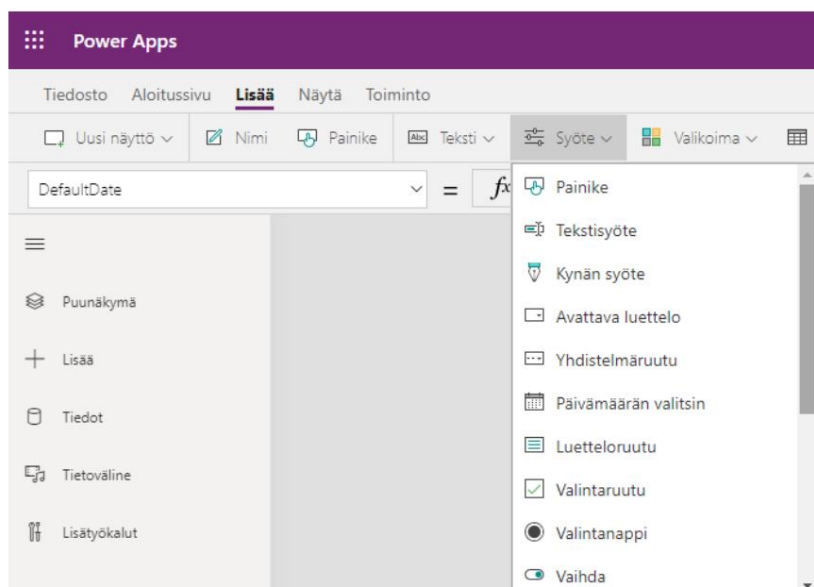 Power Apps
Tiedosto Aloitussivu Lisää Näytä Toiminto
Uusi näyttö Nimi Painike Abc Teksti Syöte Valikoima
DefaultDate = fx
Painike
Tekstisyöte
Kynän syöte
Avattava luettelo
Yhdistelmäruutu
Päivämäärän valitsin
Luetteloruutu
Valintaruutu
Valintanappi
Vaihda
Puunäkymä
Lisää
Tiedot
Tietoväline
Lisätyökalut